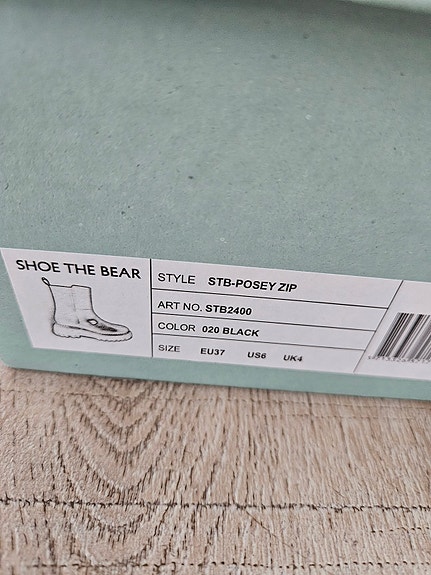 SHOE THE BEAR
STYLE STB-POSEY ZIP
ART NO. STB2400
COLOR 020 BLACK
SIZE EU37 US6 UK4